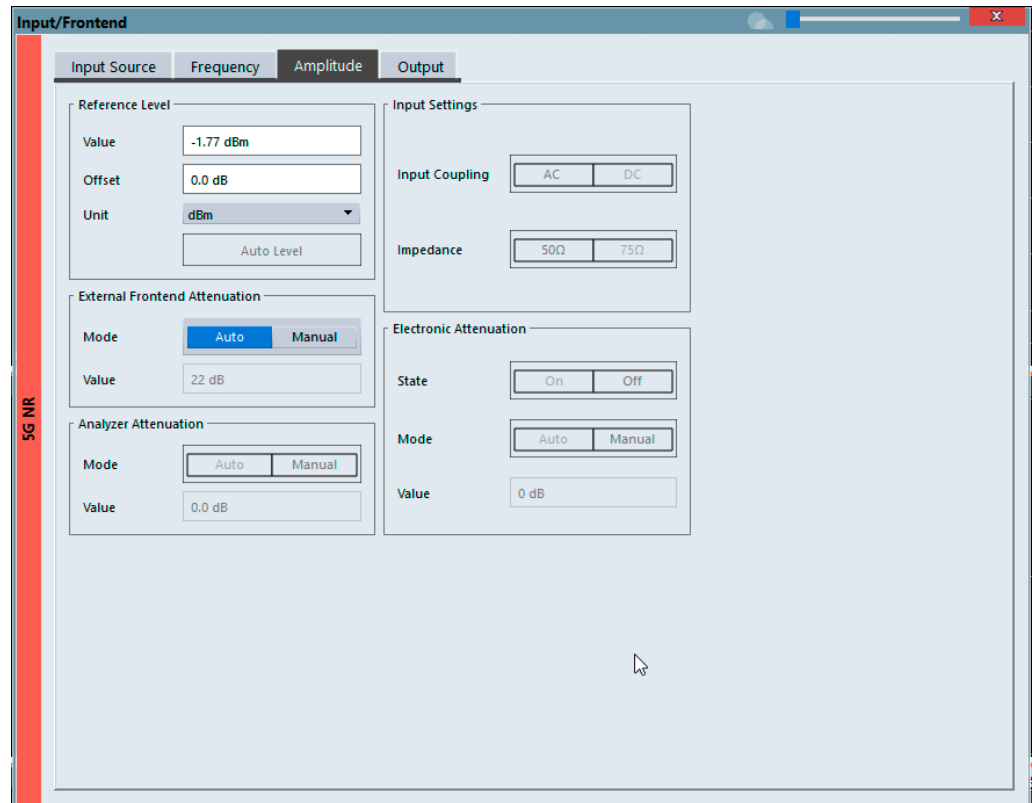 Input/Frontend
X
5G NR
Input Source Frequency Amplitude Output
Reference Level
Value -1.77 dBm
Offset 0.0 dB
Unit dBm
Auto Level
External Frontend Attenuation
Mode Auto Manual
Value 22 dB
Analyzer Attenuation
Mode Auto Manual
Value 0.0 dB
Input Settings
Input Coupling AC DC
Impedance 50Ω 75Ω
Electronic Attenuation
State On Off
Mode Auto Manual
Value 0 dB